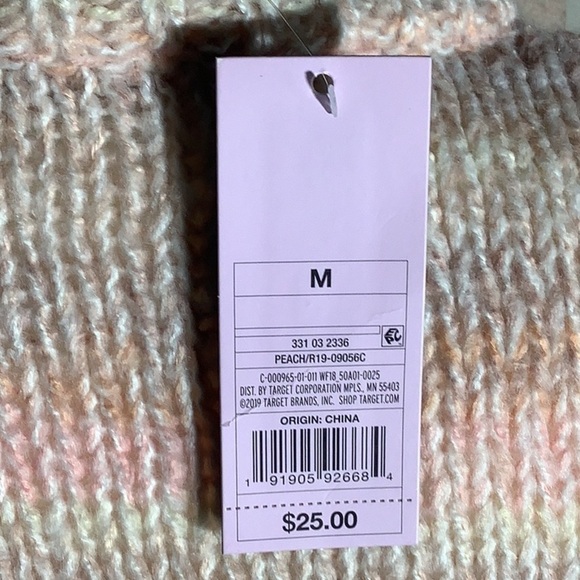 M
331 03 2336
PEACH/R19-09056C
C-000965-01-011 WF18_50A01-0025
DIST. BY TARGET CORPORATION MPLS., MN 55403
©2019 TARGET BRANDS, INC. SHOP TARGET.COM
ORIGIN: CHINA
1 91905 92668 4
$25.00